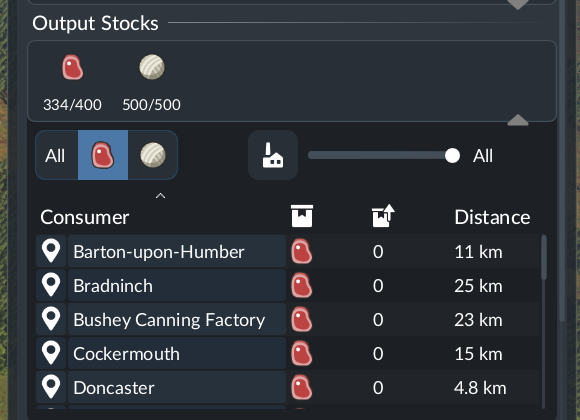 Output Stocks
334/400 500/500
All All
Consumer Distance
Barton-upon-Humber 0 11 km
Bradninch 0 25 km
Bushey Canning Factory 0 23 km
Cockermouth 0 15 km
Doncaster 0 4.8 km